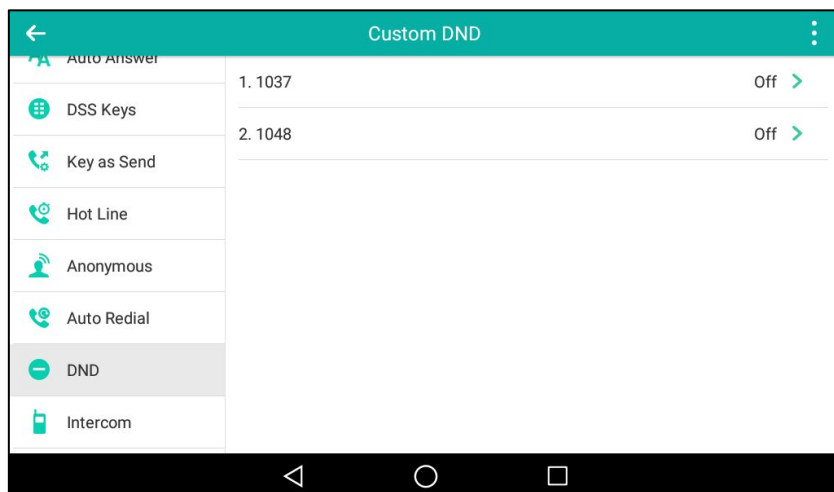 Custom DND
Auto Answer
DSS Keys
Key as Send
Hot Line
Anonymous
Auto Redial
DND
Intercom
1. 1037 Off
2. 1048 Off